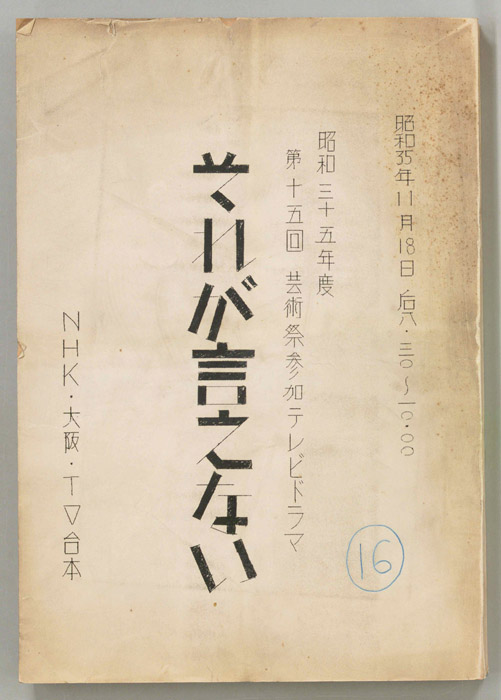 昭和35年11月18日 后八・三〇〜一〇・〇〇
昭和三十五年度
第十五回 芸術祭参加テレビドラマ
それが言えない
NHK・大阪・TV台本
16